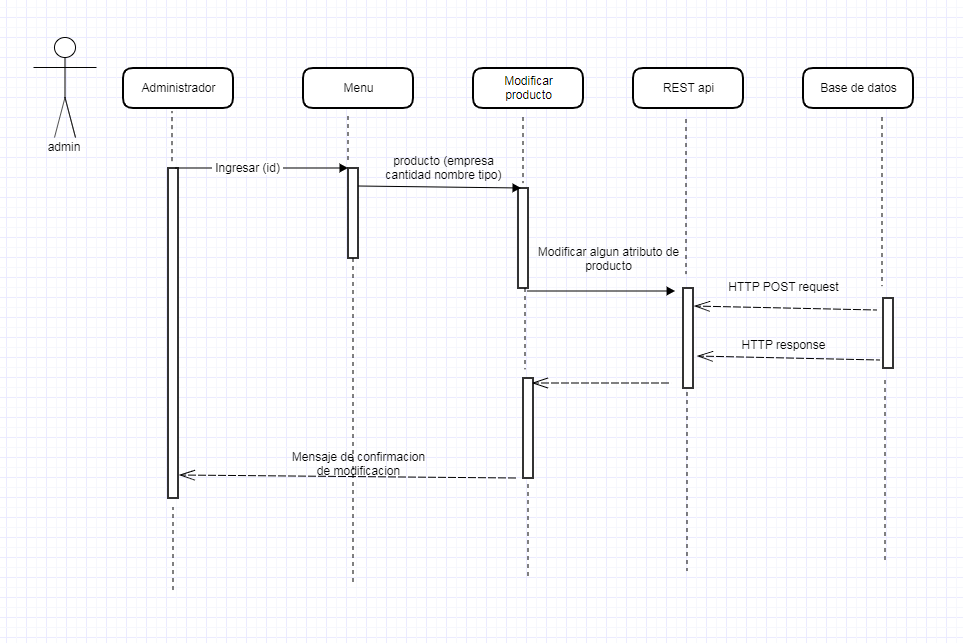 admin
Administrador
Menu
Modificar
producto
REST api
Base de datos
Ingresar (id)
producto (empresa
cantidad nombre tipo)
Modificar algun atributo de
producto
HTTP POST request
HTTP response
Mensaje de confirmacion
de modificacion